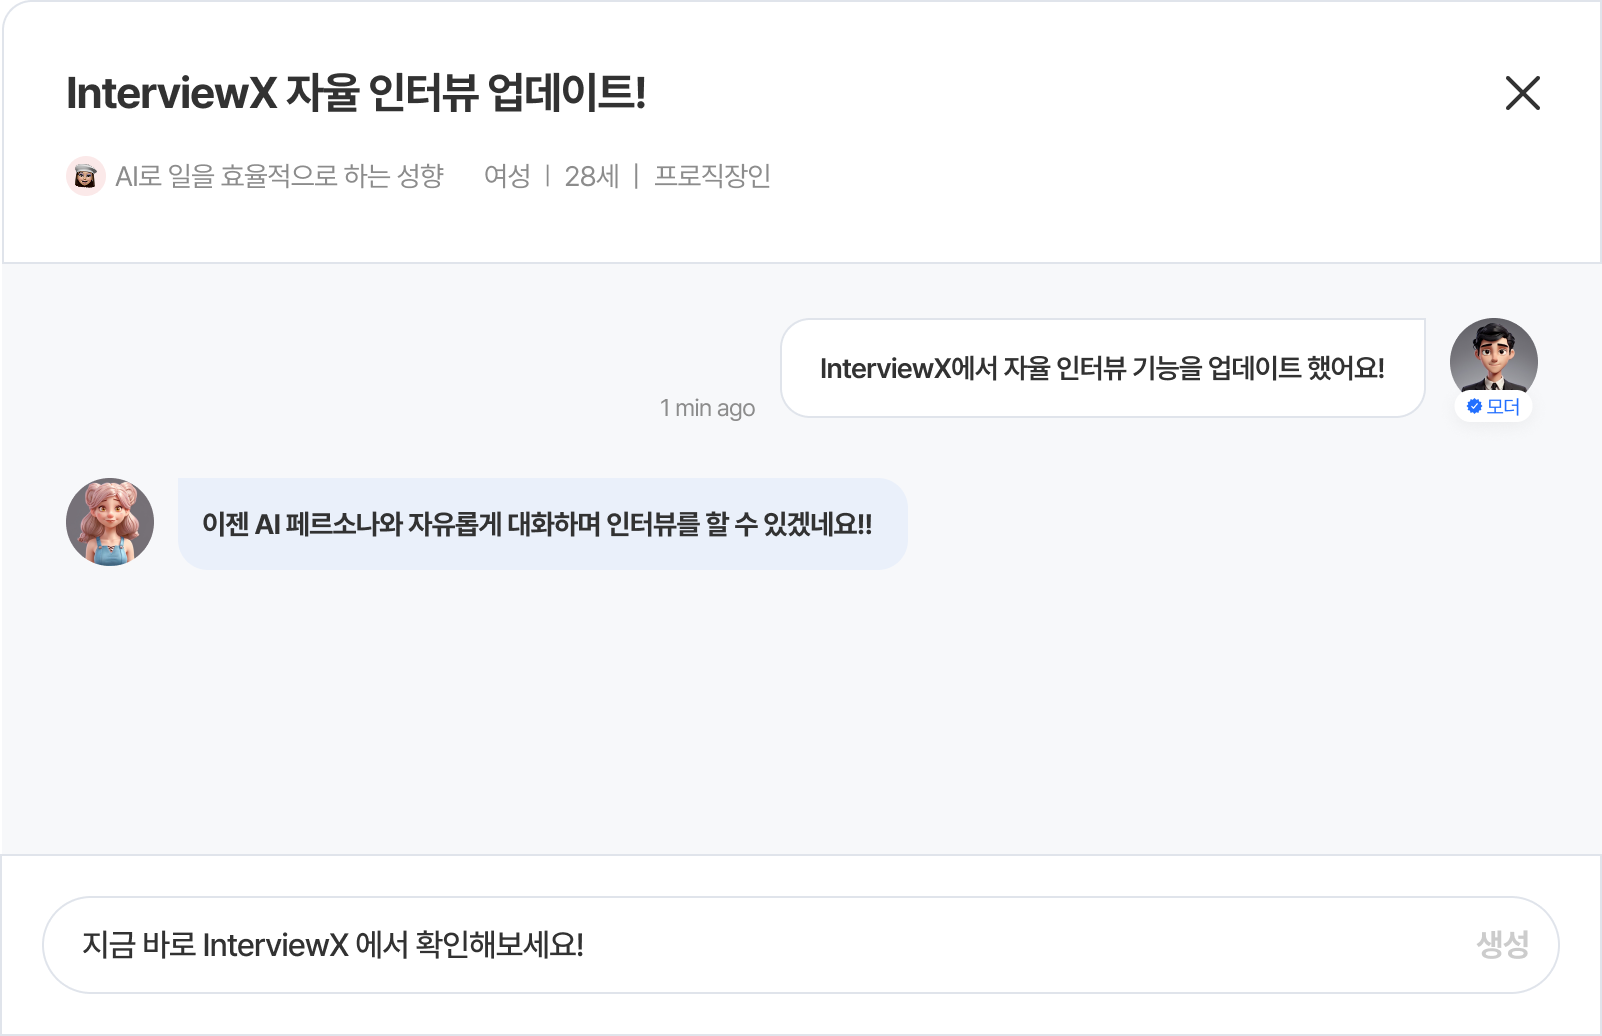 InterviewX 자율 인터뷰 업데이트!
AI로 일을 효율적으로 하는 성향 여성 | 28세 | 프로직장인
InterviewX에서 자율 인터뷰 기능을 업데이트 했어요!
1 min ago
모더
이젠 AI 페르소나와 자유롭게 대화하며 인터뷰를 할 수 있겠네요!!
지금 바로 InterviewX 에서 확인해보세요!
생성